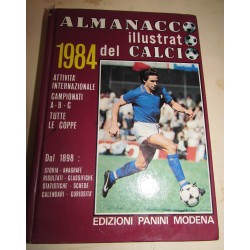 ALMANACCO
illustrato
1984 del CALCIO
ATTIVITÀ
INTERNAZIONALE
CAMPIONATI
A-B-C
TUTTE
LE COPPE
Dal 1898 :
STORIA - ANAGRAFE
RISULTATI - CLASSIFICHE
STATISTICHE - SCHEDE
CALENDARI - CURIOSITÀ
EDIZIONI PANINI MODENA